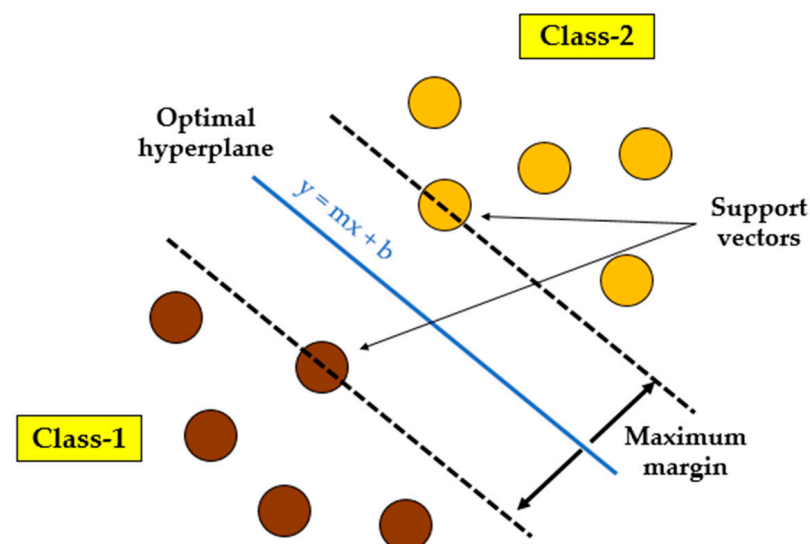 Class-2
Optimal
hyperplane
y = mx + b
Support
vectors
Class-1
Maximum
margin